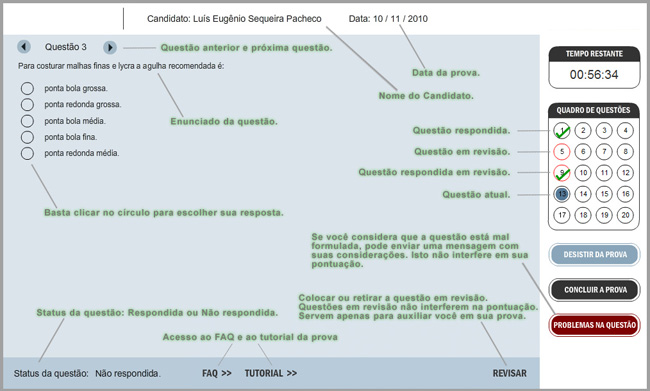 Candidato: Luís Eugênio Sequeira Pacheco
Data: 10 / 11 / 2010
Questão 3
Questão anterior e próxima questão.
Para costurar malhas finas e lycra a agulha recomendada é:
Data da prova.
Nome do Candidato.
ponta bola grossa.
ponta redonda grossa.
ponta bola média.
ponta bola fina.
ponta redonda média.
Enunciado da questão.
Questão respondida.
Questão em revisão.
Questão respondida em revisão.
Questão atual.
Basta clicar no círculo para escolher sua resposta.
Se você considera que a questão está mal
formulada, pode enviar uma mensagem com
suas considerações. Isto não interfere em sua
pontuação.
Colocar ou retirar a questão em revisão.
Questões em revisão não interferem na pontuação.
Servem apenas para auxiliar você em sua prova.
Status da questão: Respondida ou Não respondida.
Acesso ao FAQ e ao tutorial da prova
Status da questão: Não respondida.
FAQ >>
TUTORIAL >>
REVISAR
TEMPO RESTANTE
00:56:34
QUADRO DE QUESTÕES
1 2 3 4
5 6 7 8
9 10 11 12
13 14 15 16
17 18 19 20
DESISTIR DA PROVA
CONCLUIR A PROVA
PROBLEMAS NA QUESTÃO